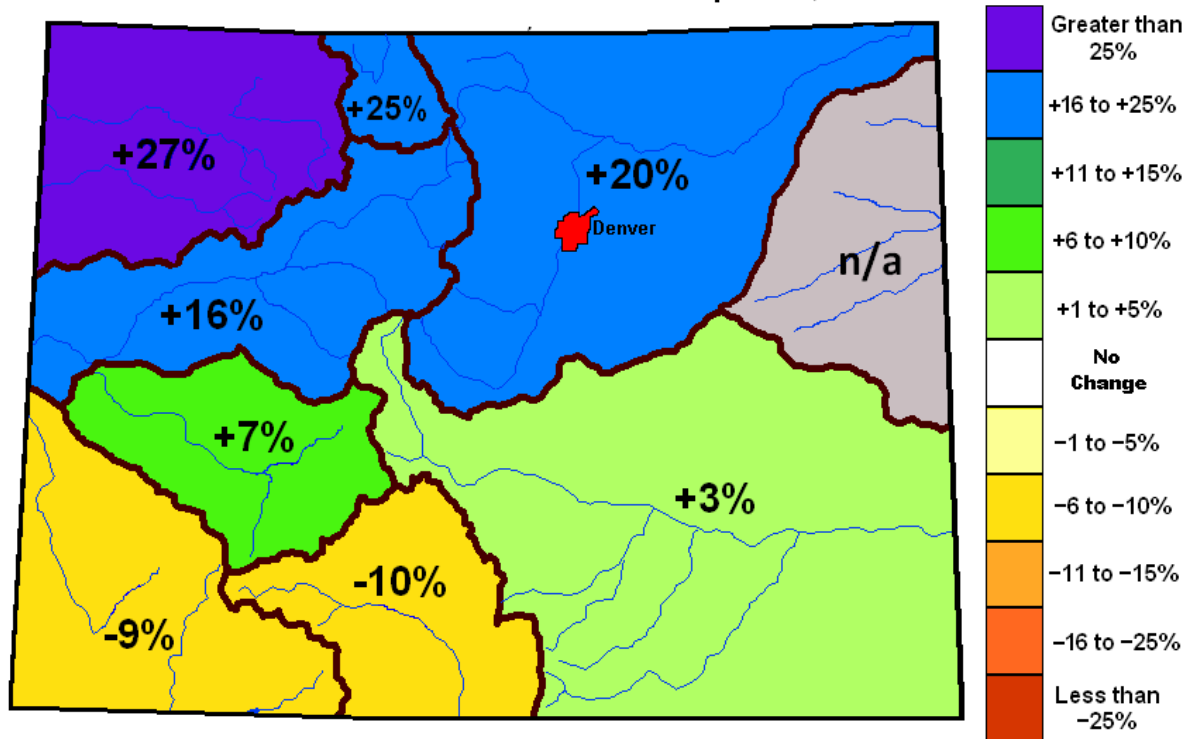 +25%
+27%
+20%
Denver
n/a
+16%
+7%
+3%
-10%
-9%
Greater than
25%
+16 to +25%
+11 to +15%
+6 to +10%
+1 to +5%
No
Change
−1 to −5%
−6 to −10%
−11 to −15%
−16 to −25%
Less than
−25%